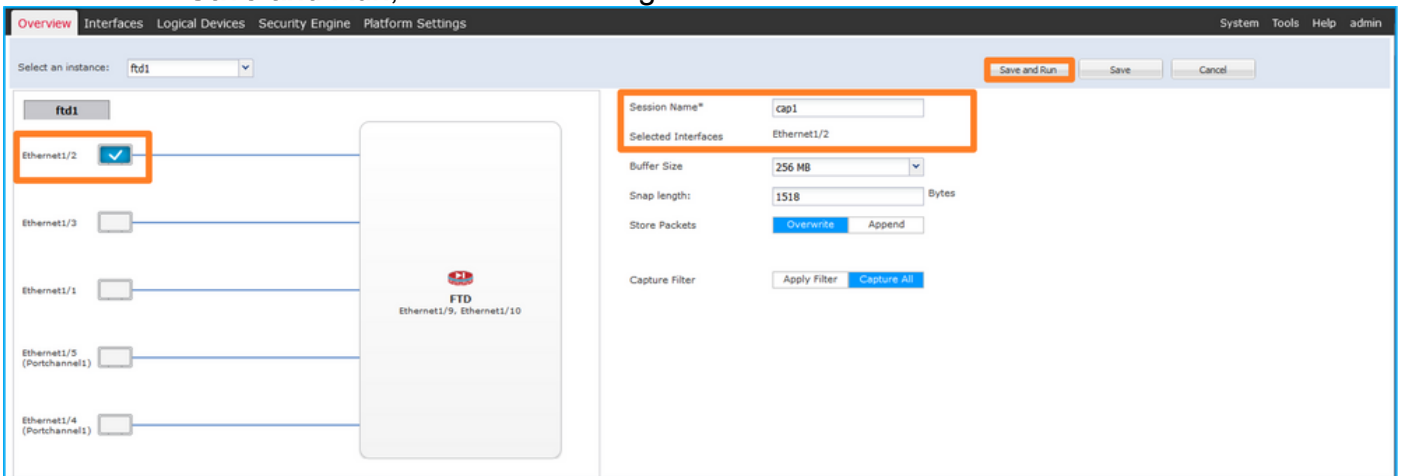 Save and Run,
Overview Interfaces Logical Devices Security Engine Platform Settings System Tools Help admin
Select an instance: ftd1 Save and Run Save Cancel
ftd1
Session Name* cap1
Selected Interfaces Ethernet1/2
Ethernet1/2
Buffer Size 256 MB
Snap length: 1518 Bytes
Ethernet1/3
Store Packets Overwrite Append
Capture Filter Apply Filter Capture All
Ethernet1/1
FTD
Ethernet1/9, Ethernet1/10
Ethernet1/5
(Portchannel1)
Ethernet1/4
(Portchannel1)